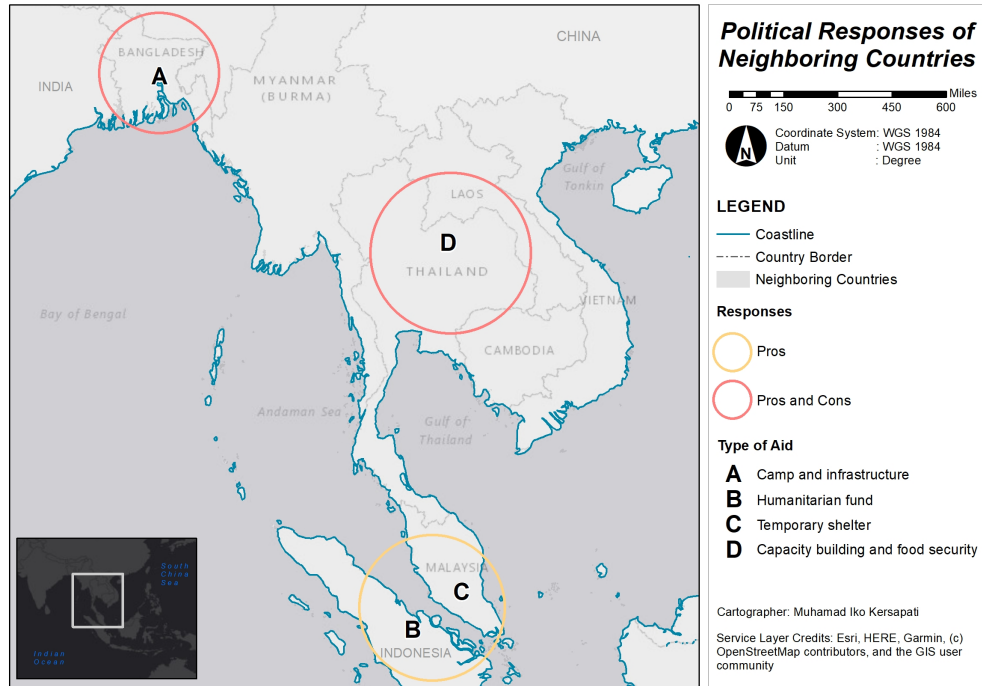 BANGLADESH
A
INDIA
MYANMAR
(BURMA)
CHINA
Gulf of
Tonkin
LAOS
D
THAILAND
VIETNAM
Bay of Bengal
CAMBODIA
Andaman Sea
Gulf of
Thailand
MALAYSIA
C
B
INDONESIA
South
China
Sea
Indian
Ocean
Political Responses of
Neighboring Countries
Miles
0 75 150 300 450 600
N
Coordinate System: WGS 1984
Datum : WGS 1984
Unit : Degree
LEGEND
Coastline
Country Border
Neighboring Countries
Responses
Pros
Pros and Cons
Type of Aid
A Camp and infrastructure
B Humanitarian fund
C Temporary shelter
D Capacity building and food security
Cartographer: Muhamad Iko Kersapati
Service Layer Credits: Esri, HERE, Garmin, (c)
OpenStreetMap contributors, and the GIS user
community